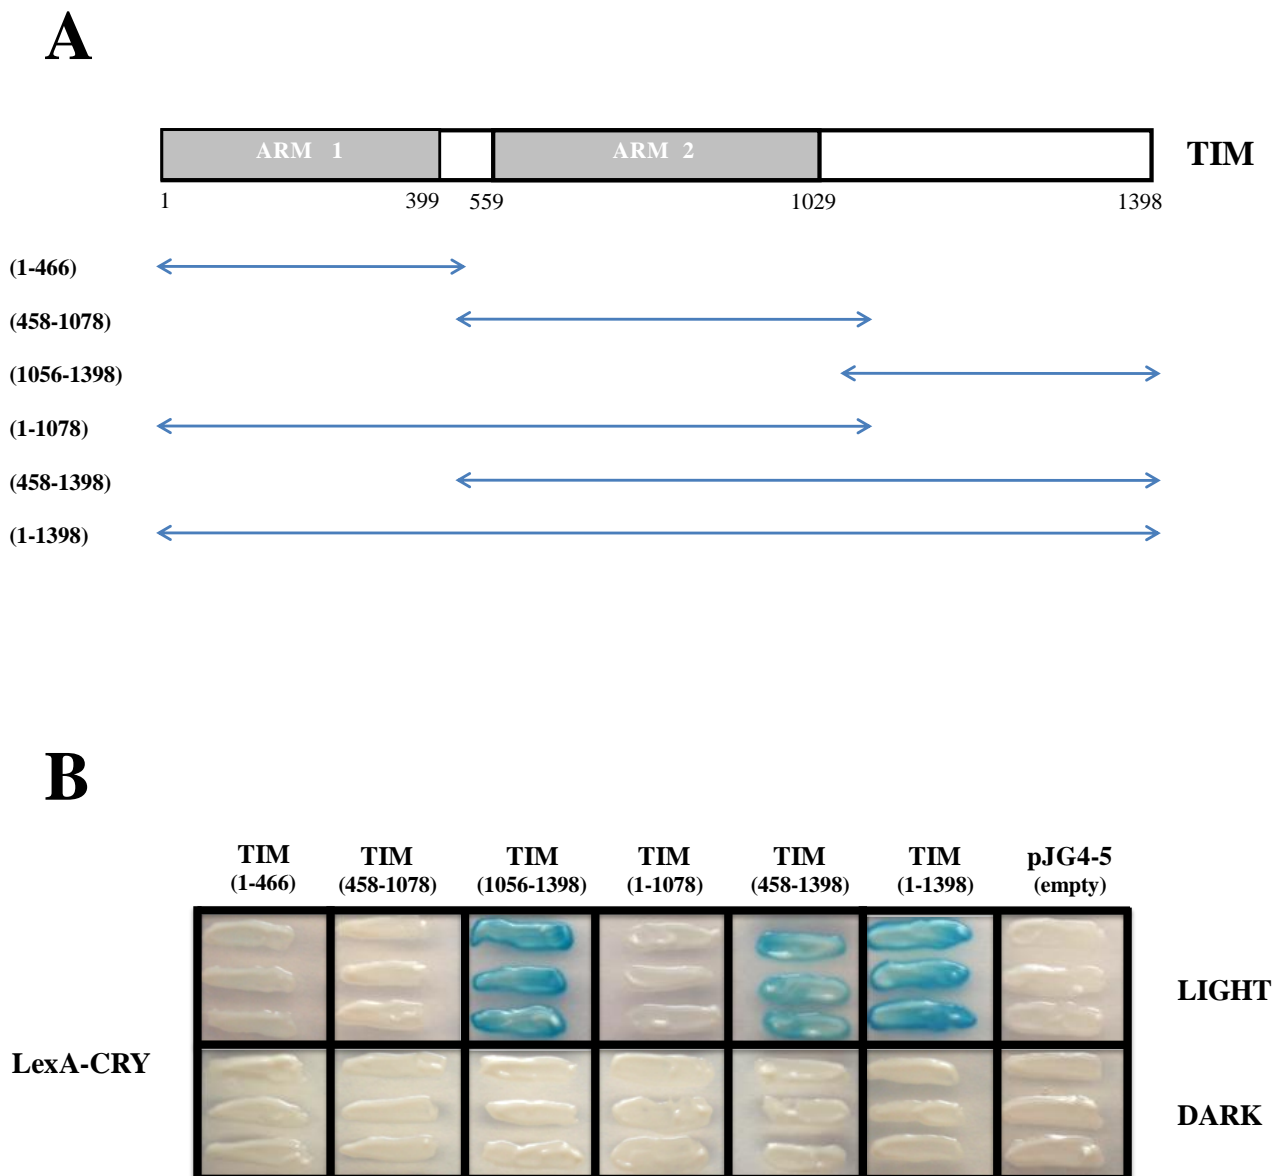 A
ARM 1 ARM 2 TIM
1 399 559 1029 1398
(1-466)
(458-1078)
(1056-1398)
(1-1078)
(458-1398)
(1-1398)
B
TIM TIM TIM TIM TIM TIM pJG4-5
(1-466) (458-1078) (1056-1398) (1-1078) (458-1398) (1-1398) (empty)
LIGHT
LexA-CRY
DARK